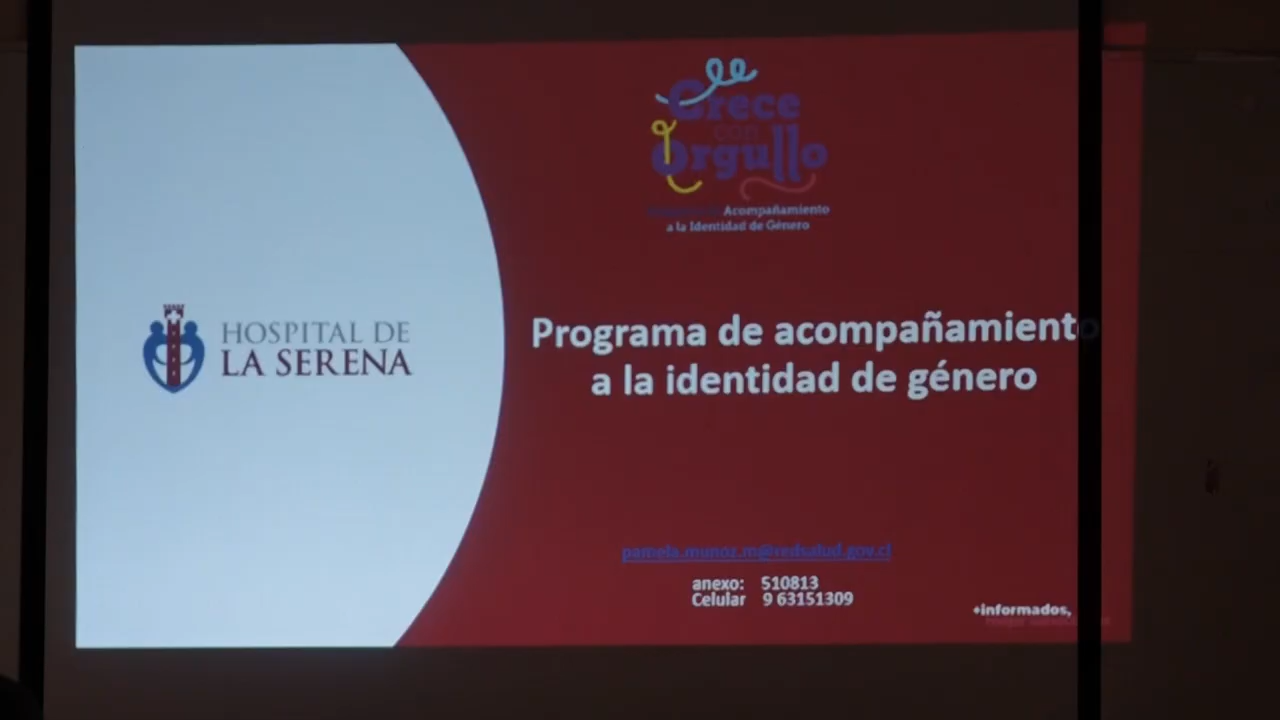 Crece
con
Orgullo
Acompañamiento
a la Identidad de Género
HOSPITAL DE
LA SERENA
Programa de acompañamiento
a la identidad de género
pamela.munoz.m@redsalud.gov.cl
anexo: 510813
Celular 9 63151309
+informados,